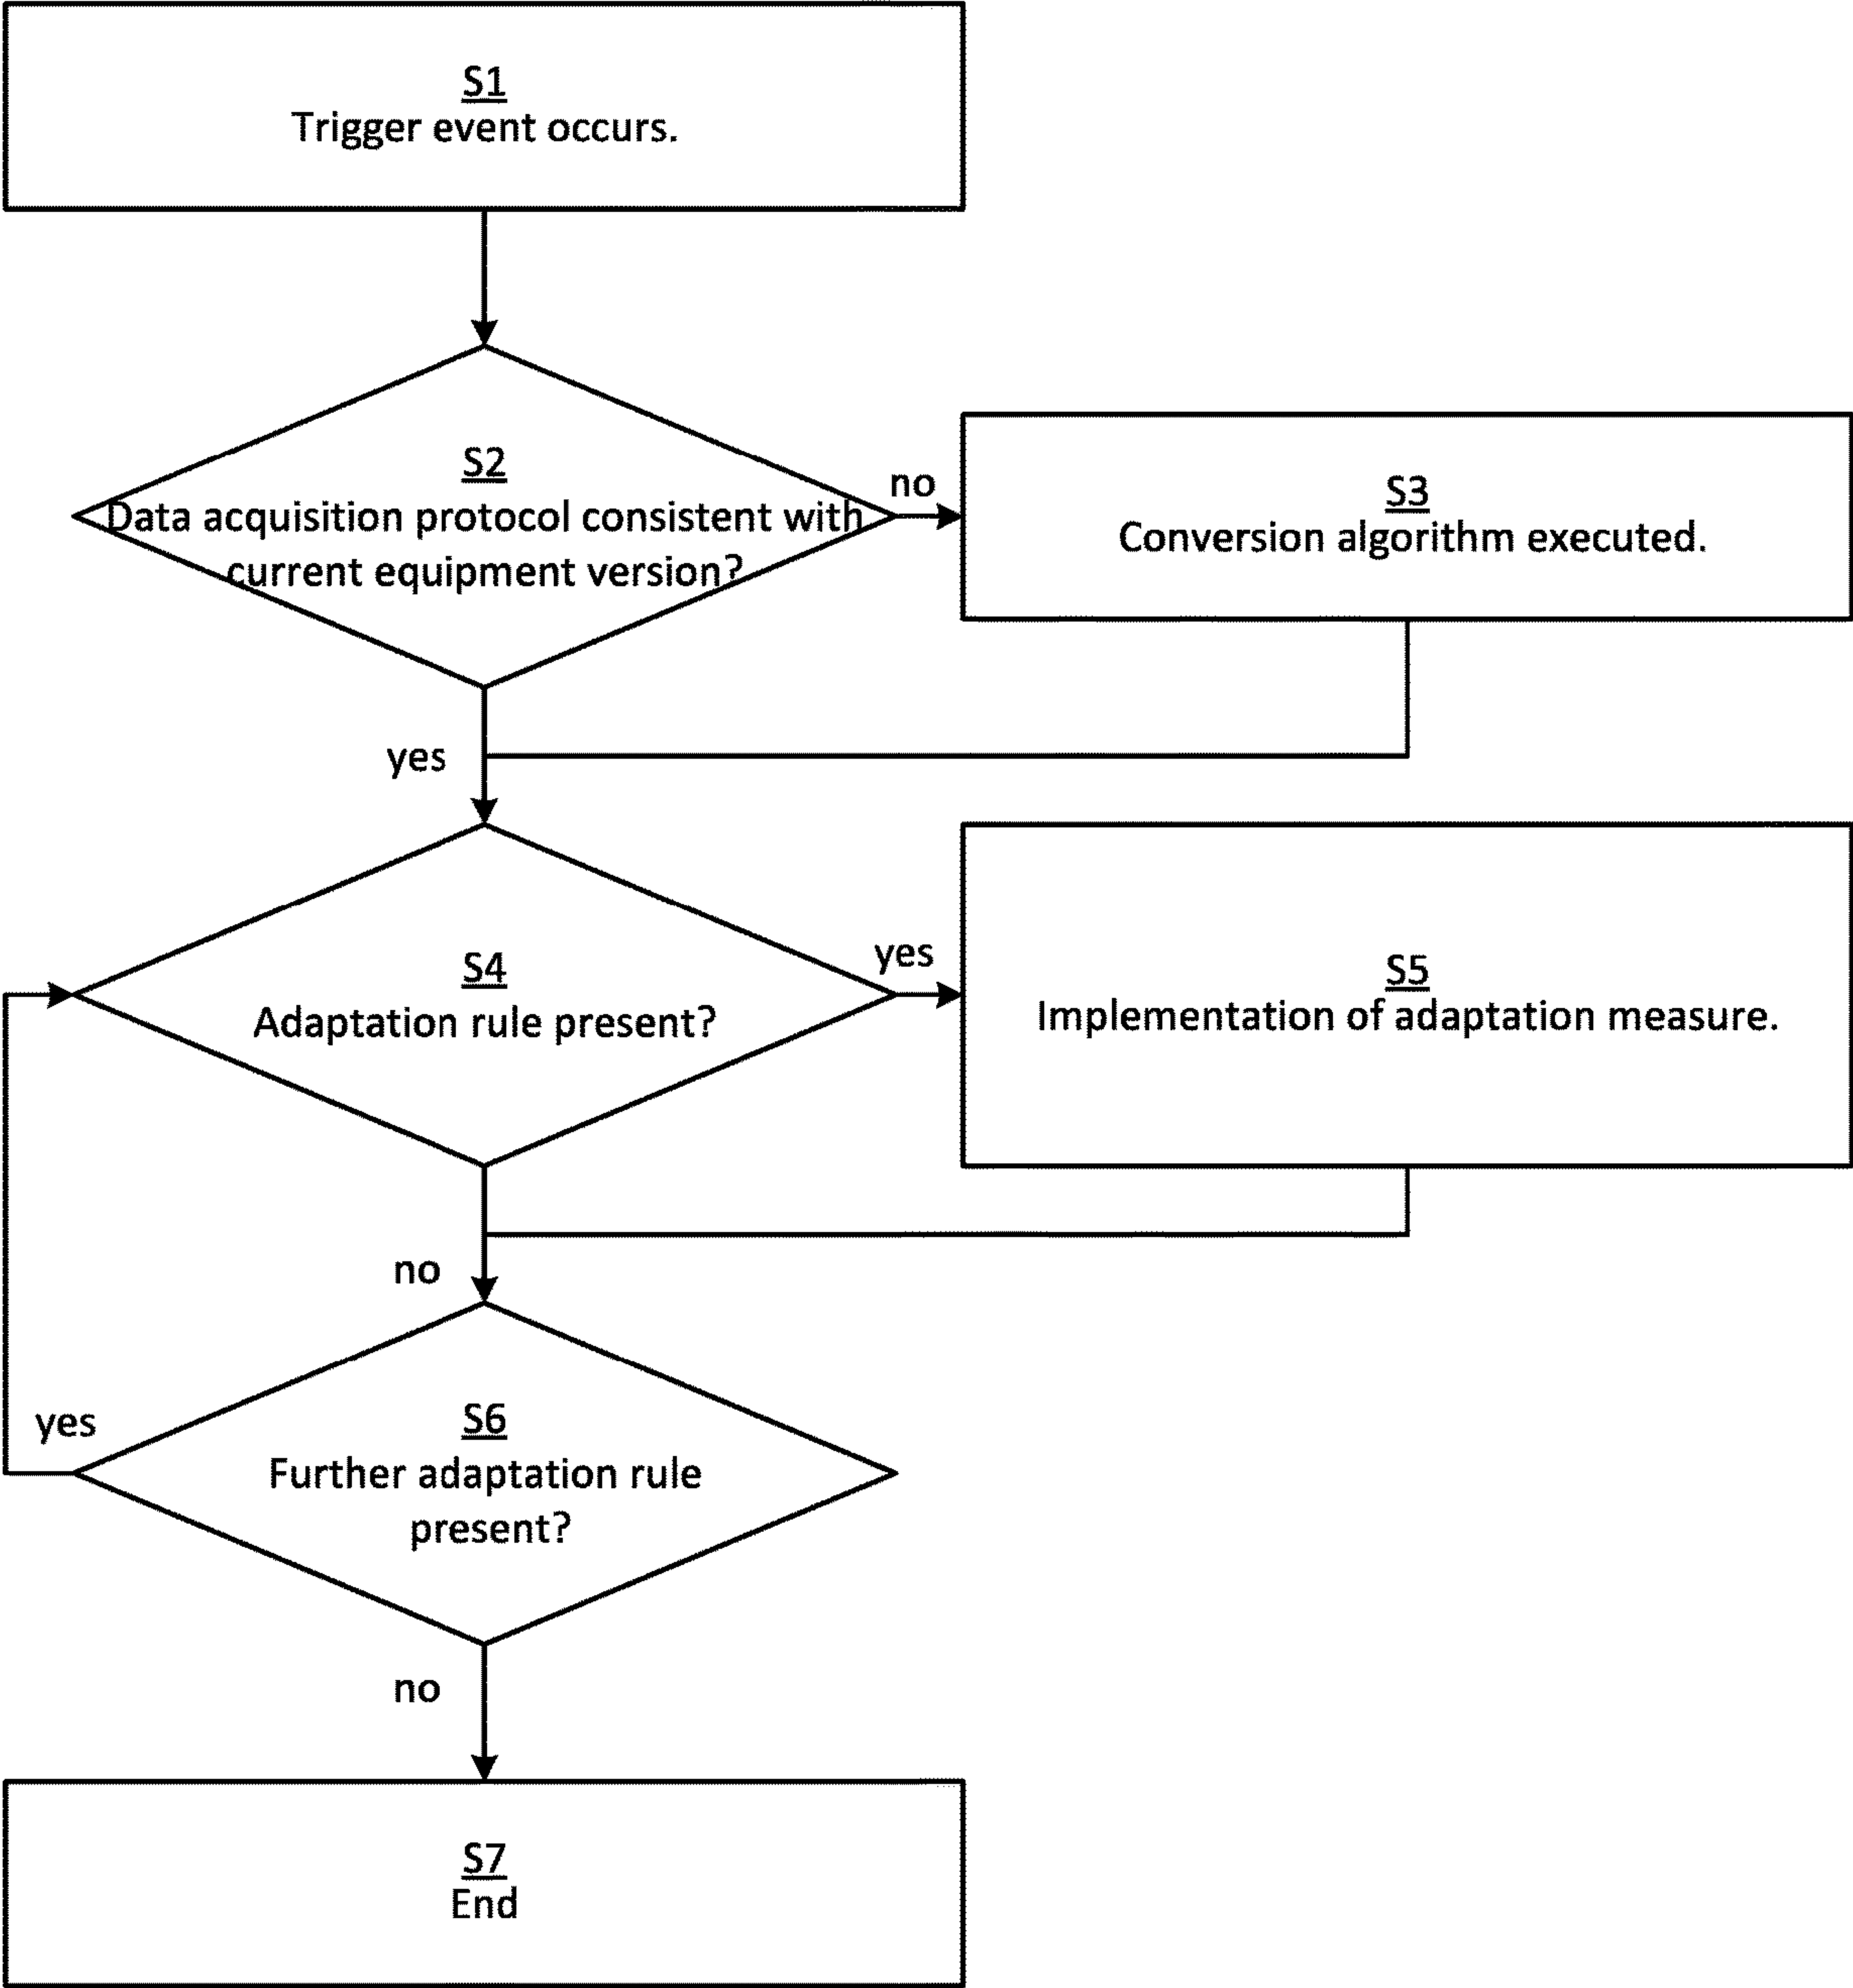 S1
Trigger event occurs.
S2
Data acquisition protocol consistent with
current equipment version?
no
S3
Conversion algorithm executed.
yes
S4
Adaptation rule present?
yes
S5
Implementation of adaptation measure.
no
S6
Further adaptation rule
present?
yes
no
S7
End